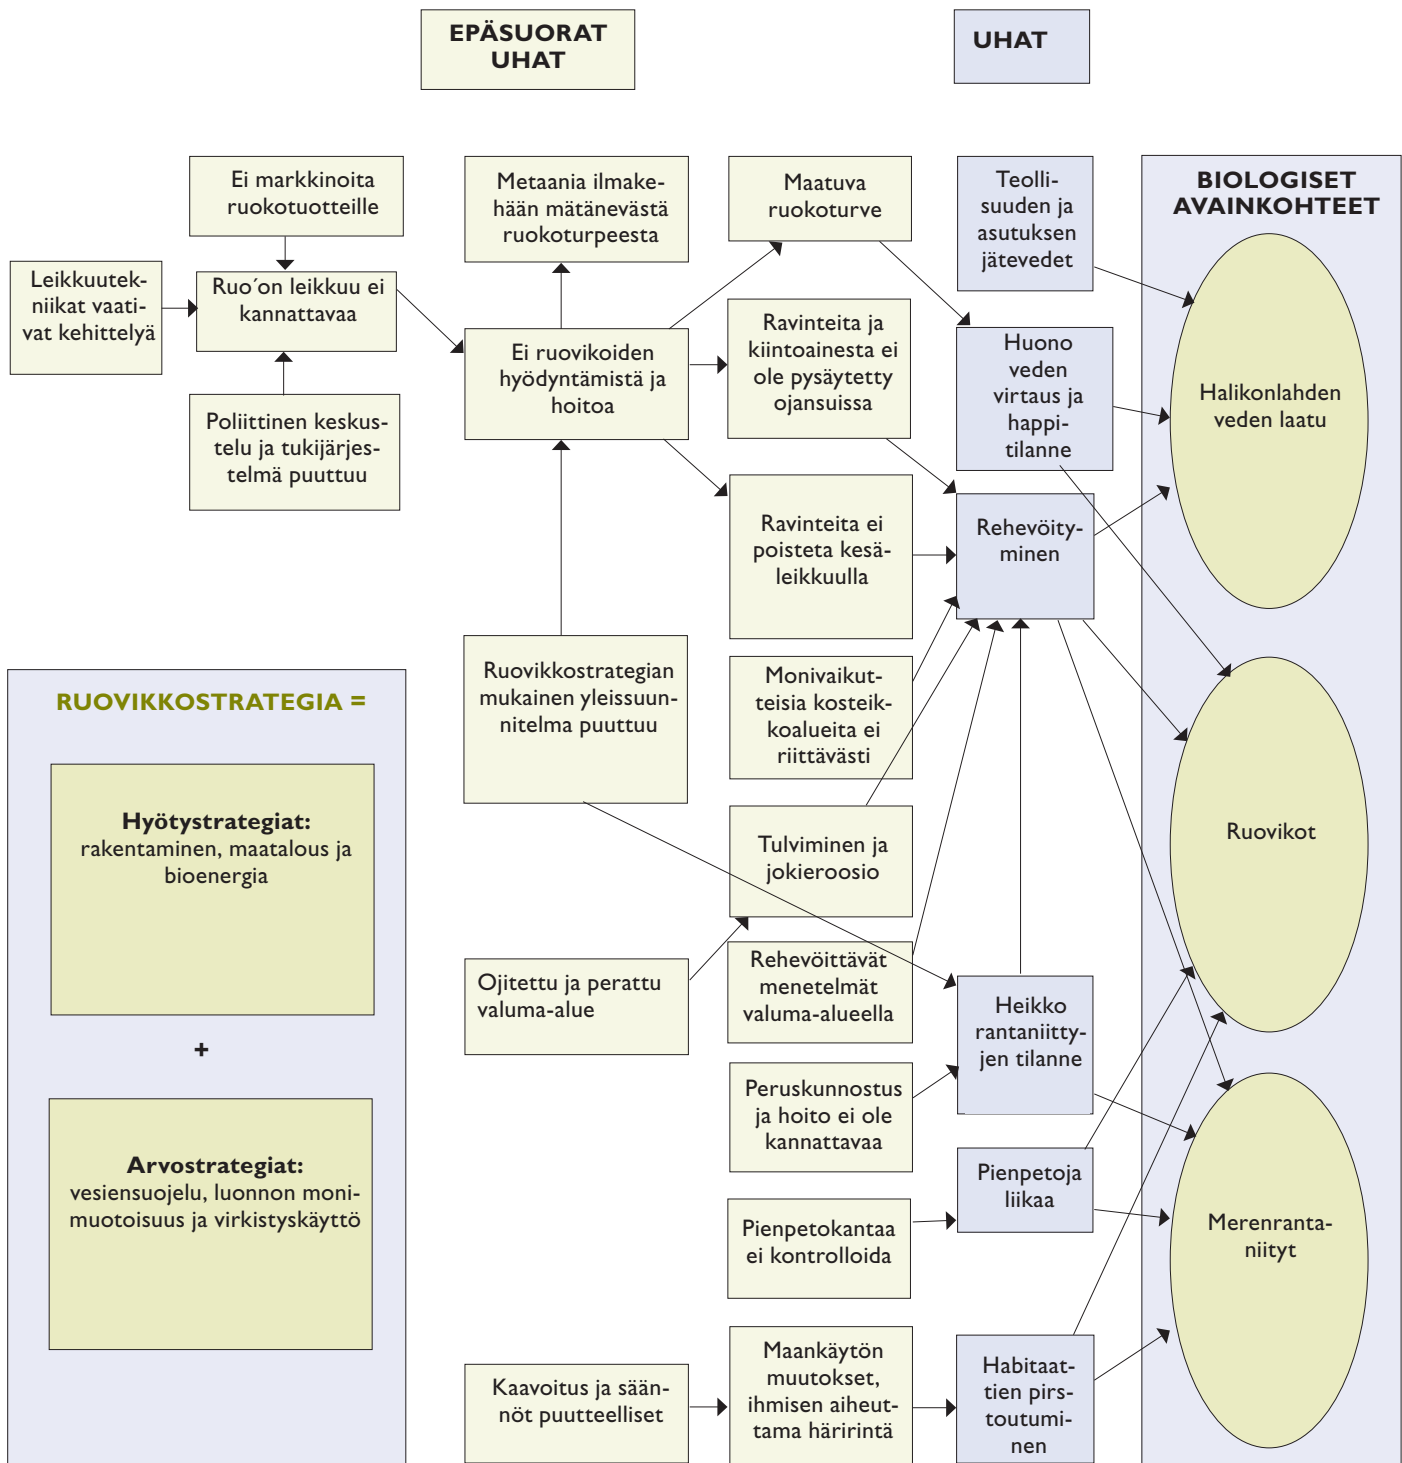 EPÄSUORAT
UHAT
UHAT
Ei markkinoita
ruokotuotteille
Leikkuutek-
niikat vaati-
vat kehittelyä
Ruo´on leikkuu ei
kannattavaa
Poliittinen keskus-
telu ja tukijärjes-
telmä puuttuu
Metaania ilmake-
hään mätänevästä
ruokoturpeesta
Ei ruovikoiden
hyödyntämistä ja
hoitoa
Ruovikkostrategian
mukainen yleissuun-
nitelma puuttuu
Ojitettu ja perattu
valuma-alue
Kaavoitus ja sään-
nöt puutteelliset
Maatuva
ruokoturve
Ravinteita ja
kiintoainesta ei
ole pysäytetty
ojansuissa
Ravinteita ei
poisteta kesä-
leikkuulla
Monivaikut-
teisia kosteik-
koalueita ei
riittävästi
Tulviminen ja
jokieroosio
Rehevöittävät
menetelmät
valuma-alueella
Peruskunnostus
ja hoito ei ole
kannattavaa
Pienpetokantaa
ei kontrolloida
Maankäytön
muutokset,
ihmisen aiheut-
tama häririntä
Teolli-
suuden ja
asutuksen
jätevedet
Huono
veden
virtaus ja
happi-
tilanne
Rehevöity-
minen
Heikko
rantaniitty-
jen tilanne
Pienpetoja
liikaa
Habitaat-
tien pirs-
toutumi-
nen
BIOLOGISET
AVAINKOHTEET
Halikonlahden
veden laatu
Ruovikot
Merenranta-
niityt
RUOVIKKOSTRATEGIA =
Hyötystrategiat:
rakentaminen, maatalous ja
bioenergia
+
Arvostrategiat:
vesiensuojelu, luonnon moni-
muotoisuus ja virkistyskäyttö